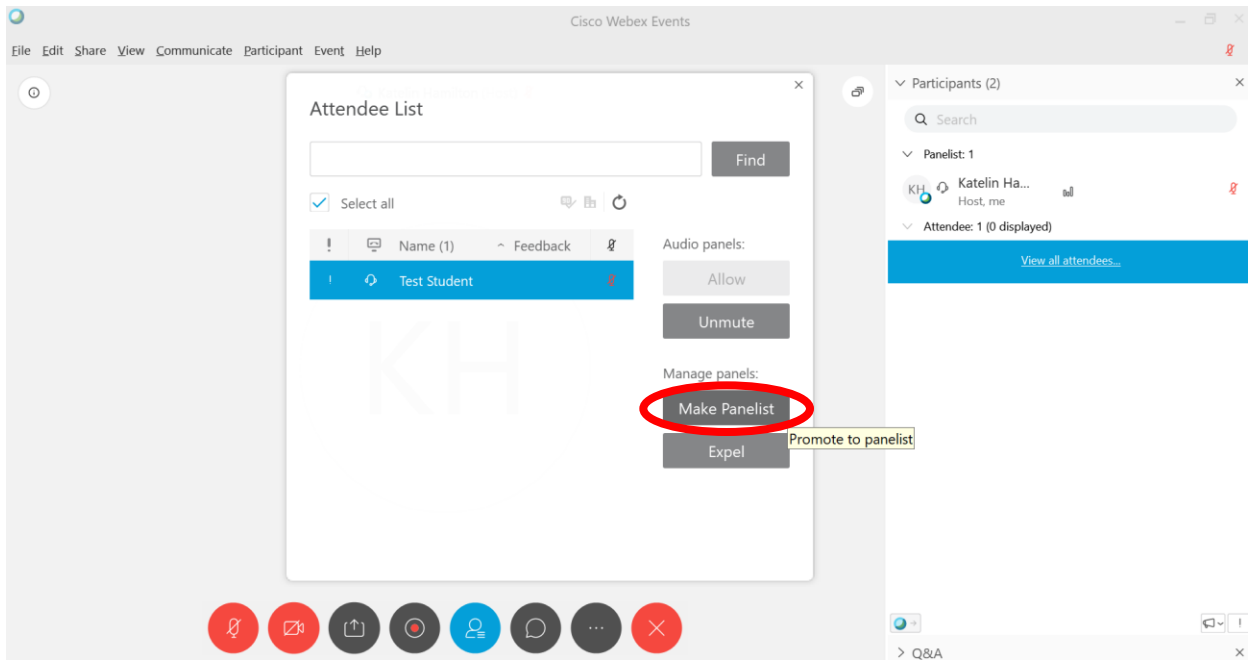 Cisco Webex Events
File Edit Share View Communicate Participant Event Help
Attendee List
Find
Select all
Name (1) Feedback
Test Student
Audio panels:
Allow
Unmute
Manage panels:
Make Panelist
Promote to panelist
Expel
KH
Participants (2)
Search
Panelist: 1
KH Katelin Ha...
Host, me
Attendee: 1 (0 displayed)
View all attendees...
Q&A